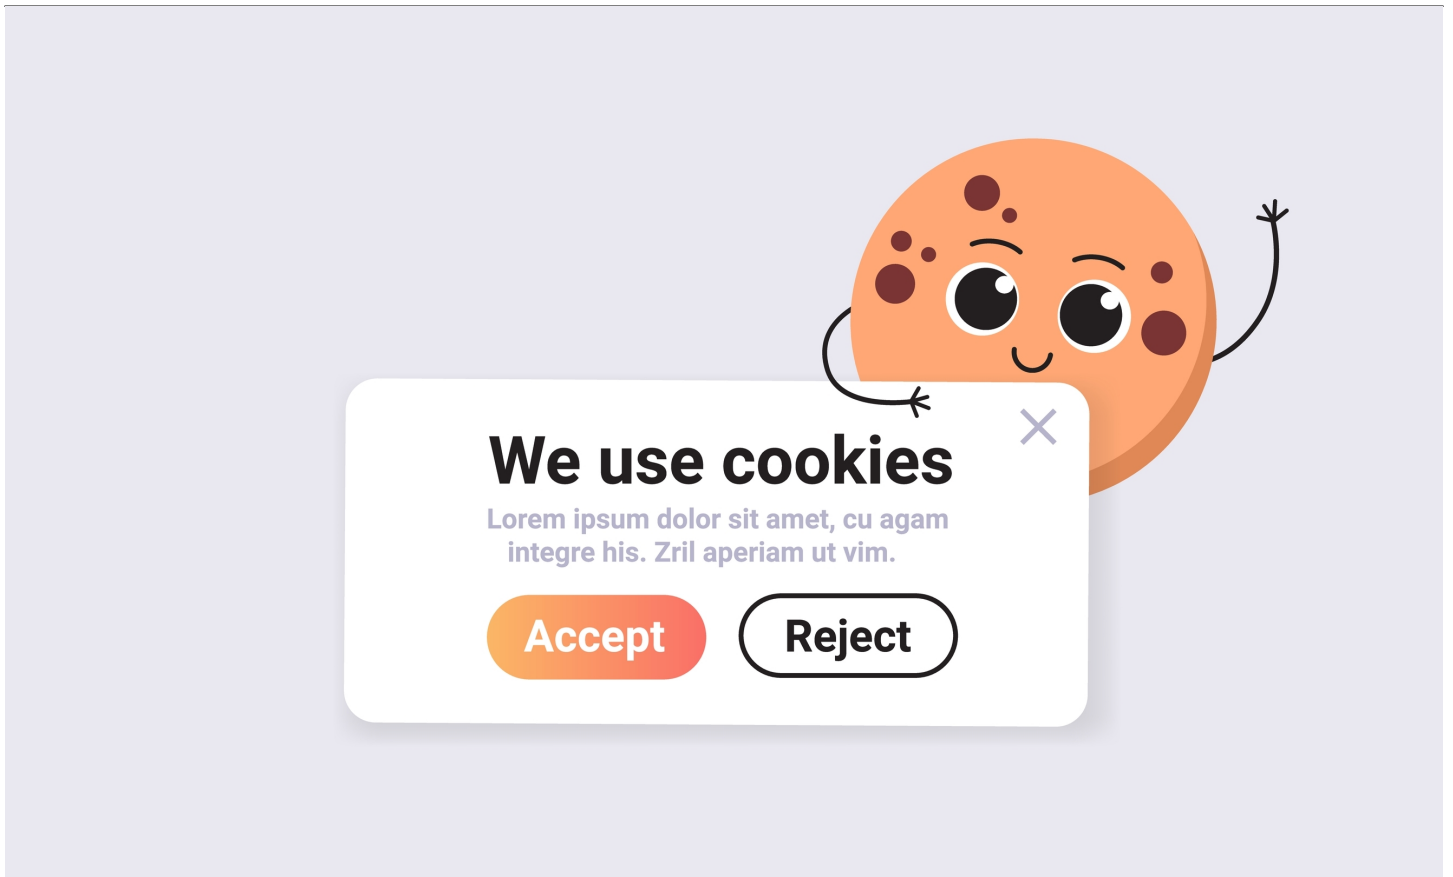 We use cookies
Lorem ipsum dolor sit amet, cu agam
integre his. Zril aperiam ut vim.
Accept
Reject